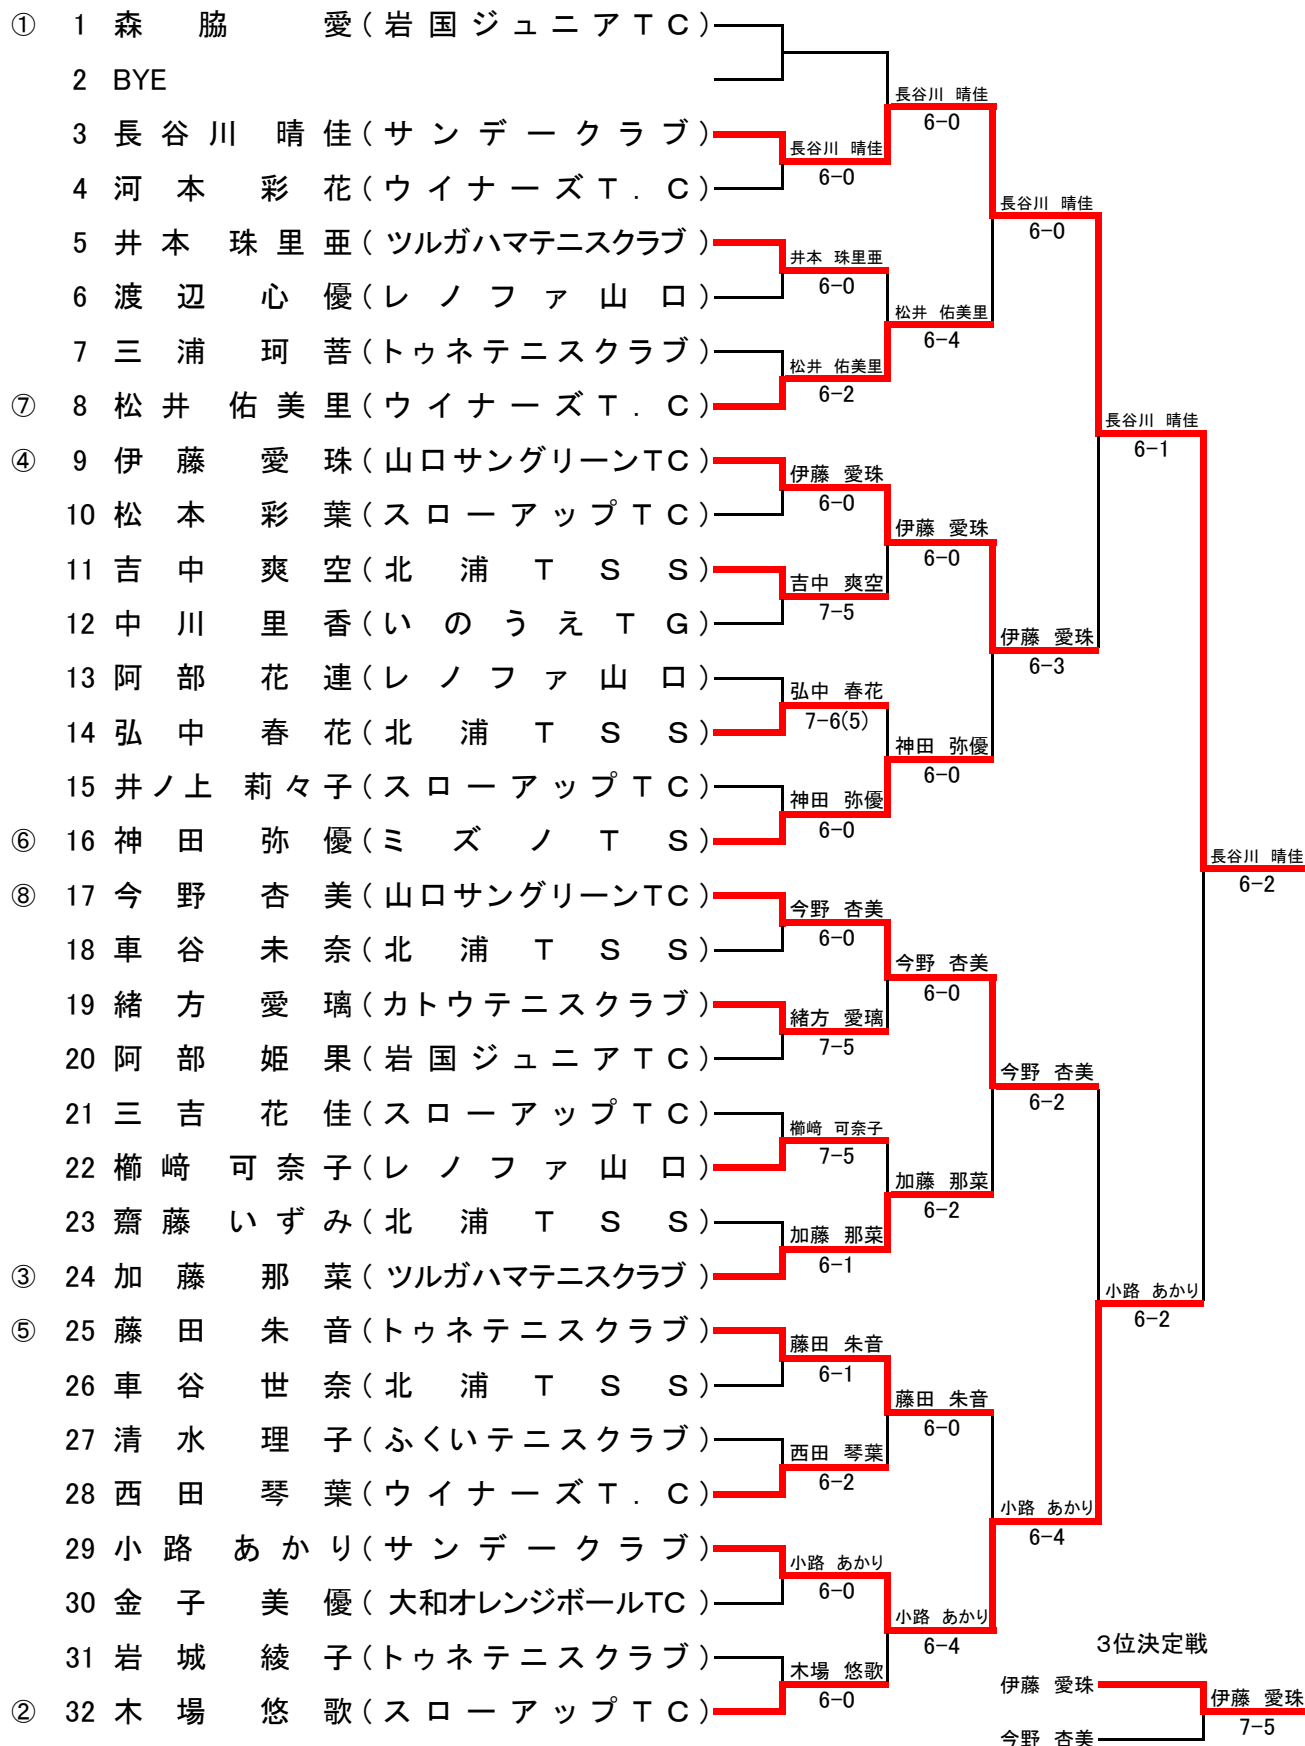 ① 1 森脇 愛(岩国ジュニアTC)
2 BYE
長谷川 晴佳
6-0
3 長谷川 晴佳(サンデークラブ)
長谷川 晴佳
6-0
4 河本 彩花(ウイナーズT.C)
長谷川 晴佳
6-0
5 井本 珠里亜(ツルガハマテニスクラブ)
井本 珠里亜
6-0
6 渡辺 心優(レノファ山口)
松井 佑美里
6-4
7 三浦 珂菩(トゥネテニスクラブ)
松井 佑美里
6-2
⑦ 8 松井 佑美里(ウイナーズT.C)
長谷川 晴佳
6-1
④ 9 伊藤 愛珠(山口サングリーンTC)
伊藤 愛珠
6-0
10 松本 彩葉(スローアップTC)
伊藤 愛珠
6-0
11 吉中 爽空(北浦TSS)
吉中 爽空
7-5
12 中川 里香(いのうえTG)
伊藤 愛珠
6-3
13 阿部 花連(レノファ山口)
弘中 春花
7-6(5)
14 弘中 春花(北浦TSS)
神田 弥優
6-0
15 井ノ上 莉々子(スローアップTC)
神田 弥優
6-0
⑥ 16 神田 弥優(ミズノTS)
長谷川 晴佳
6-2
⑧ 17 今野 杏美(山口サングリーンTC)
今野 杏美
6-0
18 車谷 未奈(北浦TSS)
今野 杏美
6-0
19 緒方 愛璃(カトウテニスクラブ)
緒方 愛璃
7-5
20 阿部 姫果(岩国ジュニアTC)
今野 杏美
6-2
21 三吉 花佳(スローアップTC)
櫛﨑 可奈子
7-5
22 櫛﨑 可奈子(レノファ山口)
加藤 那菜
6-2
23 齋藤 いずみ(北浦TSS)
加藤 那菜
6-1
③ 24 加藤 那菜(ツルガハマテニスクラブ)
小路 あかり
6-2
⑤ 25 藤田 朱音(トゥネテニスクラブ)
藤田 朱音
6-1
26 車谷 世奈(北浦TSS)
藤田 朱音
6-0
27 清水 理子(ふくいテニスクラブ)
西田 琴葉
6-2
28 西田 琴葉(ウイナーズT.C)
小路 あかり
6-4
29 小路 あかり(サンデークラブ)
小路 あかり
6-0
30 金子 美優(大和オレンジボールTC)
小路 あかり
6-4
31 岩城 綾子(トゥネテニスクラブ)
木場 悠歌
6-0
② 32 木場 悠歌(スローアップTC)
3位決定戦
伊藤 愛珠
伊藤 愛珠
7-5
今野 杏美